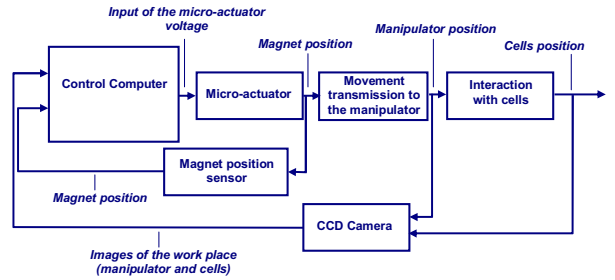 Input of the micro-actuator
voltage
Magnet position
Manipulator position
Cells position
Control Computer
Micro-actuator
Movement
transmission to
the manipulator
Interaction
with cells
Magnet position
sensor
Magnet position
CCD Camera
Images of the work place
(manipulator and cells)